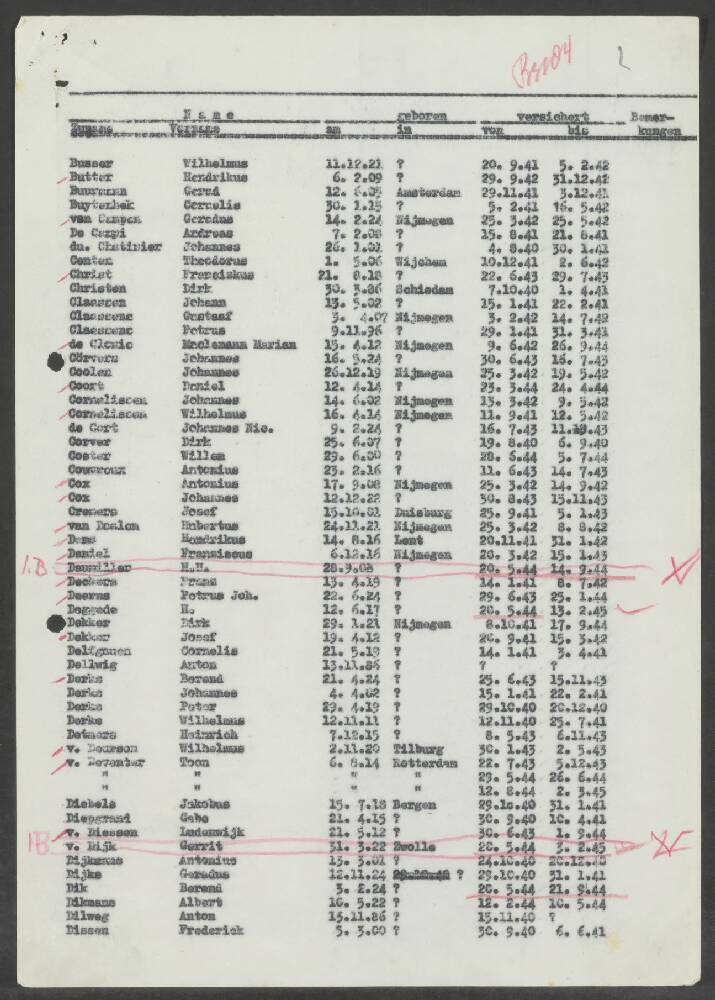 2
Name geboren versichert Bemer-
Zuname Vorname am in von bis kungen
Busser Wilhelmus 11.12.21 ? 20. 9.41 5. 2.42
Butter Hendrikus 6. 2.09 ? 29. 9.42 31.12.42
Buurman Gerad 12. 6.05 Amsterdam 29.11.41 3.12.41
Buytenhek Cornelis 30. 1.15 ? 5. 2.41 16. 5.42
van Campen Geradus 14. 2.24 Nijmegen 25. 3.42 25. 5.42
De Campi Andreas 7. 2.08 ? 15. 8.41 21. 8.41
du. Chatinier Johannes 26. 1.01 ? 4. 8.40 30. 1.41
Centen Theodorus 1. 5.06 Wijchen 10.12.41 2. 6.42
Christ Franciskus 21. 8.18 ? 22. 6.43 29. 7.43
Christen Dirk 30. 3.86 Schiedam 7.10.40 1. 4.41
Claassen Johann 13. 5.02 ? 15. 1.41 22. 2.41
Claessens Gustaaf 3. 4.07 Nijmegen 3. 2.42 14. 7.42
Claessens Petrus 9.11.96 ? 29. 1.41 31. 3.41
de Clonie Maclemann Marian 15. 4.12 Nijmegen 9. 6.42 26. 9.44
Cörvers Johannes 16. 5.24 ? 30. 6.43 16. 7.43
Coolen Johannes 26.12.19 Nijmegen 25. 3.42 19. 5.42
Coort Daniel 12. 4.14 ? 23. 3.44 24. 4.44
Cornelissen Johannes 14. 6.02 Nijmegen 13. 3.42 9. 5.42
Cornelissen Wilhelmus 16. 4.14 Nijmegen 11. 9.41 12. 5.42
de Cort Johannes Nic. 9. 2.24 ? 16. 7.43 11.10.43
Corver Dirk 25. 6.07 ? 19. 8.40 6. 9.40
Coster Willem 29. 6.00 ? 28. 6.44 5. 7.44
Couvroux Antonius 23. 2.16 ? 11. 6.43 14. 7.43
Cox Antonius 17. 9.08 Nijmegen 25. 3.42 14. 9.42
Cox Johannes 12.12.22 ? 30. 8.43 15.11.43
Cremers Josef 15.10.01 Duisburg 25. 9.41 5. 1.43
van Daalen Hubertus 24.11.21 Nijmegen 25. 3.42 8. 8.42
Dams Hendrikus 14. 8.16 Lent 20.11.41 31. 1.42
Daniel Franciscus 6.12.16 Nijmegen 20. 3.42 15. 1.43
I.B Dauviller H.H. 28.9.08 ? 20. 5.44 14. 9.44
Deckers Frans 13. 4.19 ? 14. 1.41 8. 7.42
Deerns Petrus Joh. 22. 6.24 ? 29. 6.43 25. 1.44
Deggede H. 12. 6.17 ? 20. 5.44 13. 2.45
Dekker Dirk 29. 1.21 Nijmegen 8.10.41 17. 9.44
Dekker Josef 19. 4.12 ? 20. 9.41 15. 3.42
Delignnen Cornelis 21. 5.19 ? 14. 1.41 3. 4.41
Dellwig Anton 13.11.86 ? ? ?
Derks Berend 21. 4.24 ? 25. 6.43 15.11.43
Derks Johannes 4. 4.02 ? 15. 1.41 22. 2.41
Derks Peter 29. 4.19 ? 29.10.40 20.12.40
Derks Wilhelmus 12.11.11 ? 12.11.40 25. 7.41
Detmers Heinrich 7.12.15 ? 8. 5.43 6.11.43
v. Deurson Wilhelmus 2.11.20 Tilburg 30. 1.43 2. 5.43
v. Deventer Toon 6. 8.14 Rotterdam 22. 7.43 5.12.43
" " " " 29. 5.44 26. 6.44
" " " " 12. 8.44 2. 3.45
Diebels Jakobus 15. 7.18 Bergen 29.10.40 31. 1.41
Diepgrand Gebe 21. 4.15 ? 30. 9.40 10. 4.41
v. Diessen Ludenwijk 21. 5.12 ? 30. 6.43 1. 9.44
IB v. Dijk Gerrit 31. 3.22 Zwolle 20. 5.44 3. 2.45
Dijkmans Antonius 15. 3.01 ? 24.10.40 20.12.40
Dijks Geradus 12.11.24 ? 29.10.40 31. 1.41
Dik Berend 3. 2.24 ? 20. 5.44 21. 9.44
Dikmans Albert 10. 5.22 ? 12. 2.44 10. 5.44
Dilweg Anton 15.11.86 ? 13.11.40 ?
Dissen Frederick 5. 3.00 ? 30. 9.40 6. 6.41